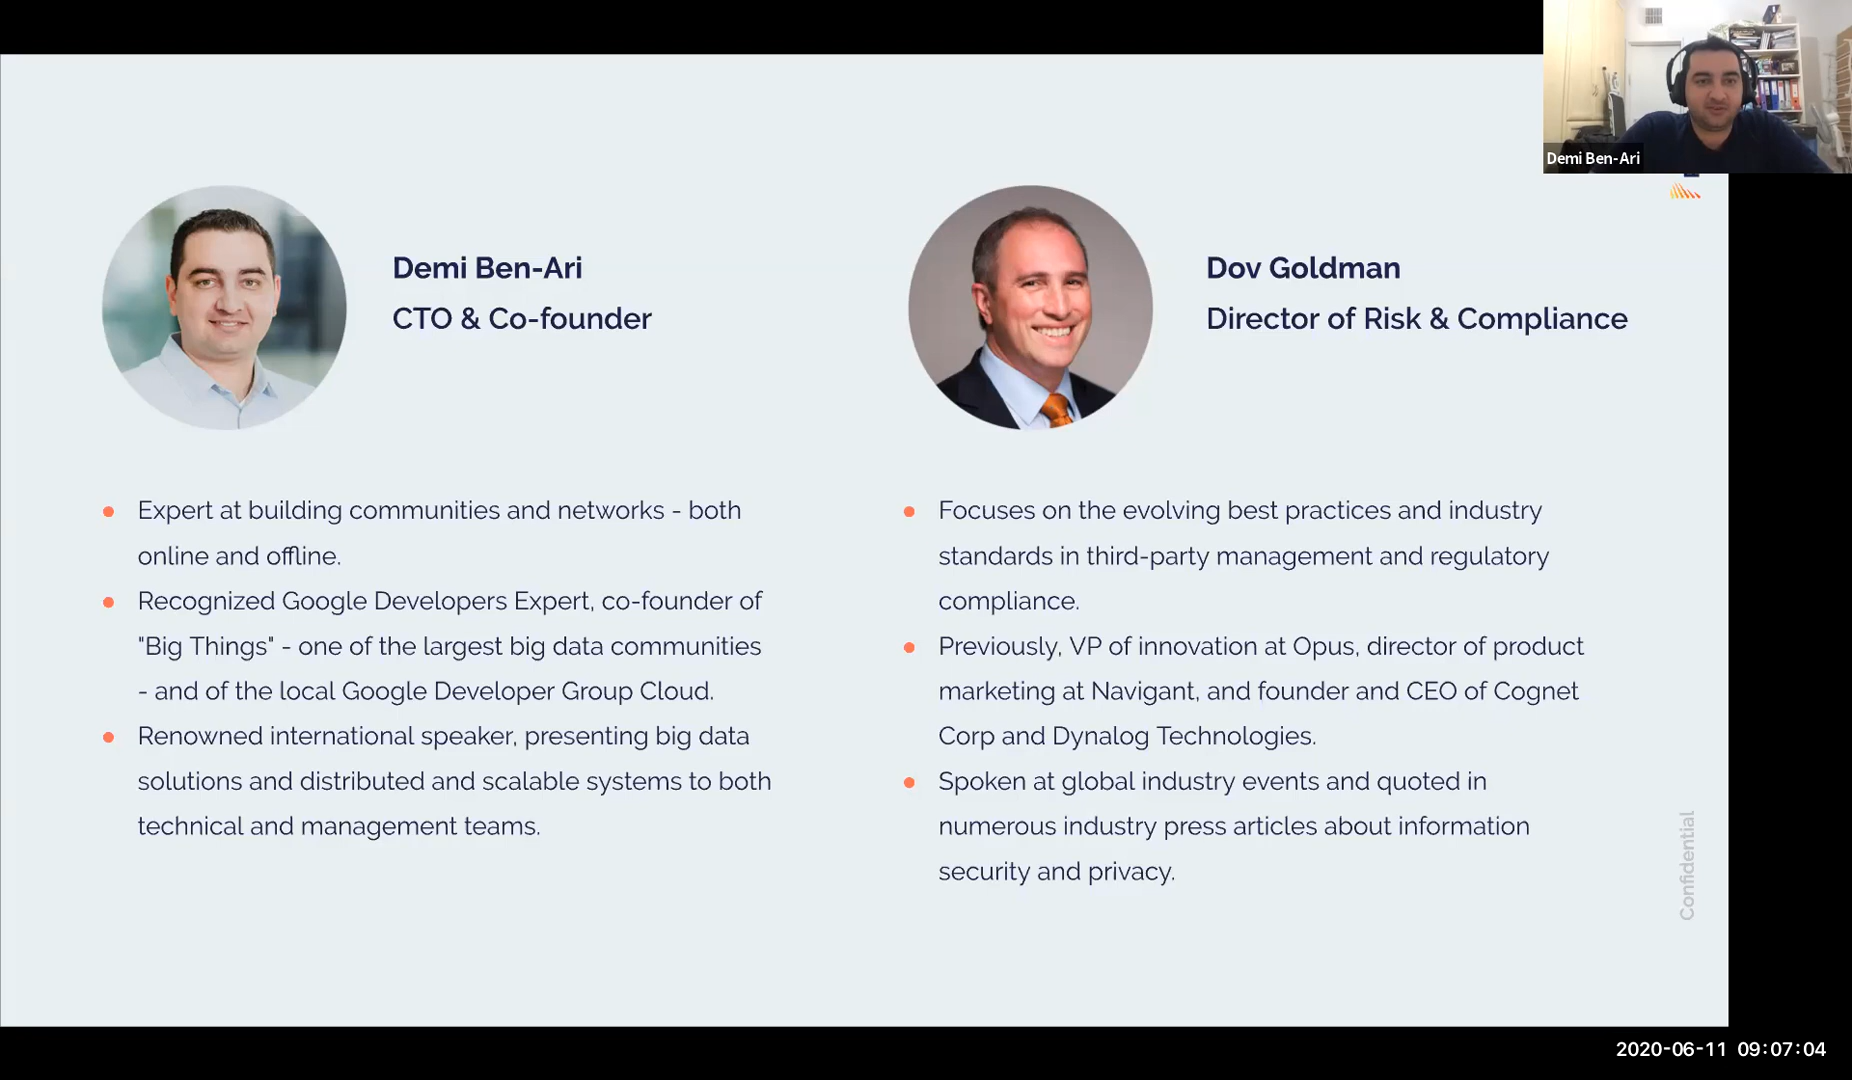 Demi Ben-Ari
Demi Ben-Ari
CTO & Co-founder
Expert at building communities and networks - both
online and offline.
Recognized Google Developers Expert, co-founder of
"Big Things" - one of the largest big data communities
- and of the local Google Developer Group Cloud.
Renowned international speaker, presenting big data
solutions and distributed and scalable systems to both
technical and management teams.
Dov Goldman
Director of Risk & Compliance
Focuses on the evolving best practices and industry
standards in third-party management and regulatory
compliance.
Previously, VP of innovation at Opus, director of product
marketing at Navigant, and founder and CEO of Cognet
Corp and Dynalog Technologies.
Spoken at global industry events and quoted in
numerous industry press articles about information
security and privacy.
Confidential
2020-06-11 09:07:04